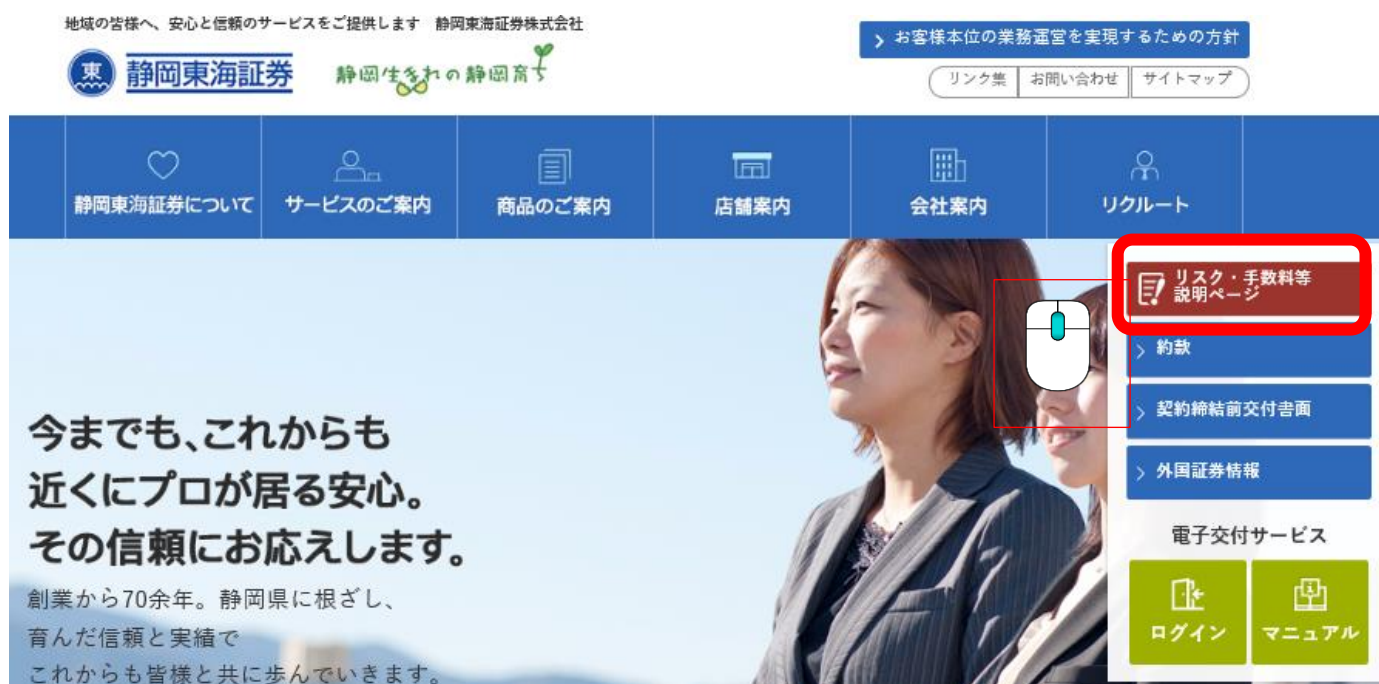 地域の皆様へ、安心と信頼のサービスをご提供します　静岡東海証券株式会社
お客様本位の業務運営を実現するための方針
東
静岡東海証券
静岡生まれの静岡育ち
リンク集
お問い合わせ
サイトマップ
静岡東海証券について
サービスのご案内
商品のご案内
店舗案内
会社案内
リクルート
リスク・手数料等
説明ページ
約款
契約締結前交付書面
外国証券情報
電子交付サービス
ログイン
マニュアル
今までも、これからも
近くにプロが居る安心。
その信頼にお応えします。
創業から70余年。静岡県に根ざし、
育んだ信頼と実績で
これからも皆様と共に歩んでいきます。